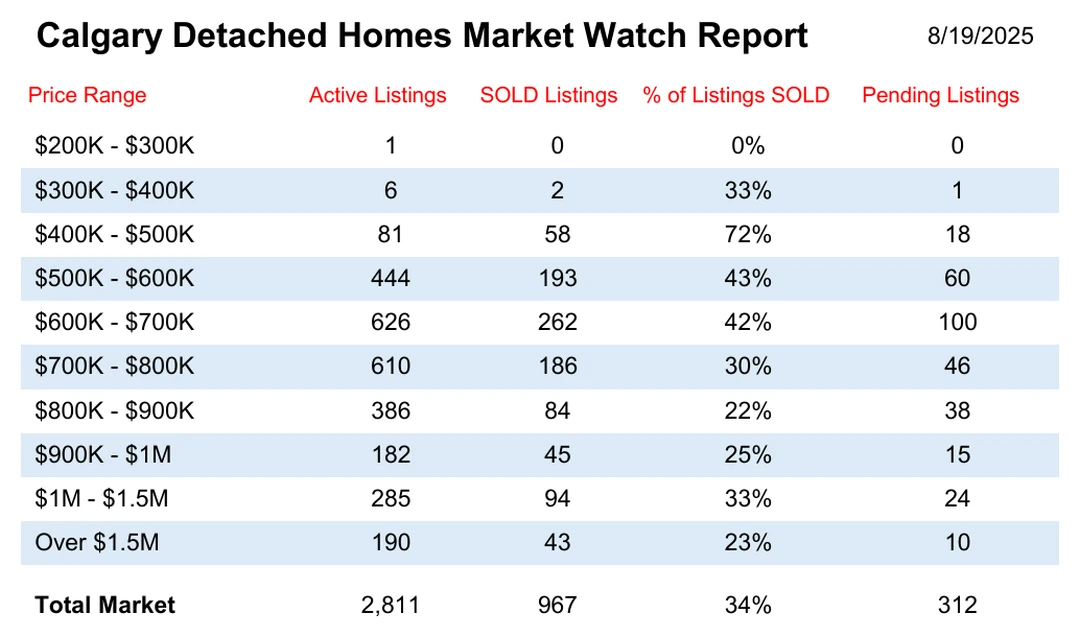 Calgary Detached Homes Market Watch Report 8/19/2025
Price Range Active Listings SOLD Listings % of Listings SOLD Pending Listings
$200K - $300K 1 0 0% 0
$300K - $400K 6 2 33% 1
$400K - $500K 81 58 72% 18
$500K - $600K 444 193 43% 60
$600K - $700K 626 262 42% 100
$700K - $800K 610 186 30% 46
$800K - $900K 386 84 22% 38
$900K - $1M 182 45 25% 15
$1M - $1.5M 285 94 33% 24
Over $1.5M 190 43 23% 10
Total Market 2,811 967 34% 312